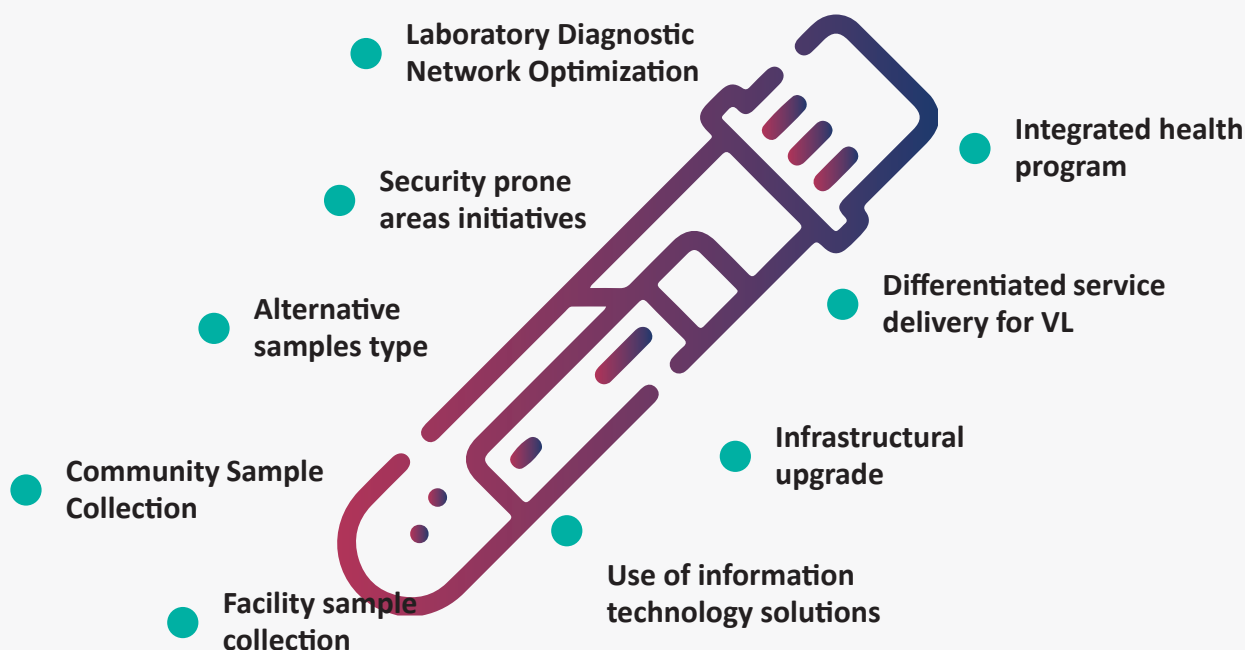 Laboratory Diagnostic
Network Optimization
Integrated health
program
Security prone
areas initiatives
Differentiated service
delivery for VL
Alternative
samples type
Infrastructural
upgrade
Community Sample
Collection
Use of information
technology solutions
Facility sample
collection